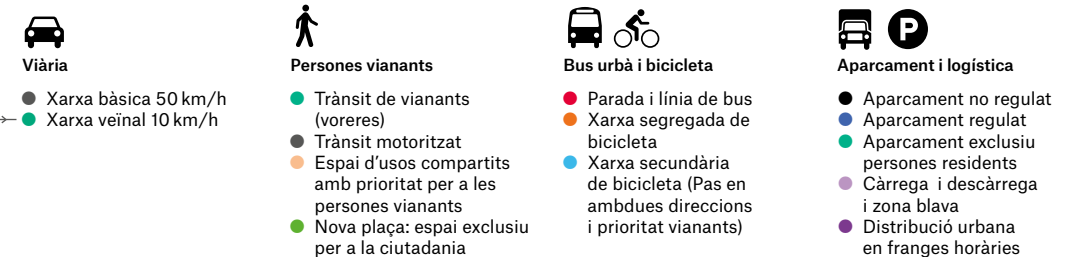 Viària
Xarxa bàsica 50 km/h
Xarxa veïnal 10 km/h
Persones vianants
Trànsit de vianants
(voreres)
Trànsit motoritzat
Espai d'usos compartits
amb prioritat per a les
persones vianants
Nova plaça: espai exclusiu
per a la ciutadania
Bus urbà i bicicleta
Parada i línia de bus
Xarxa segregada de
bicicleta
Xarxa secundària
de bicicleta (Pas en
ambdues direccions
i prioritat vianants)
P
Aparcament i logística
Aparcament no regulat
Aparcament regulat
Aparcament exclusiu
persones residents
Càrrega i descàrrega
i zona blava
Distribució urbana
en franges horàries